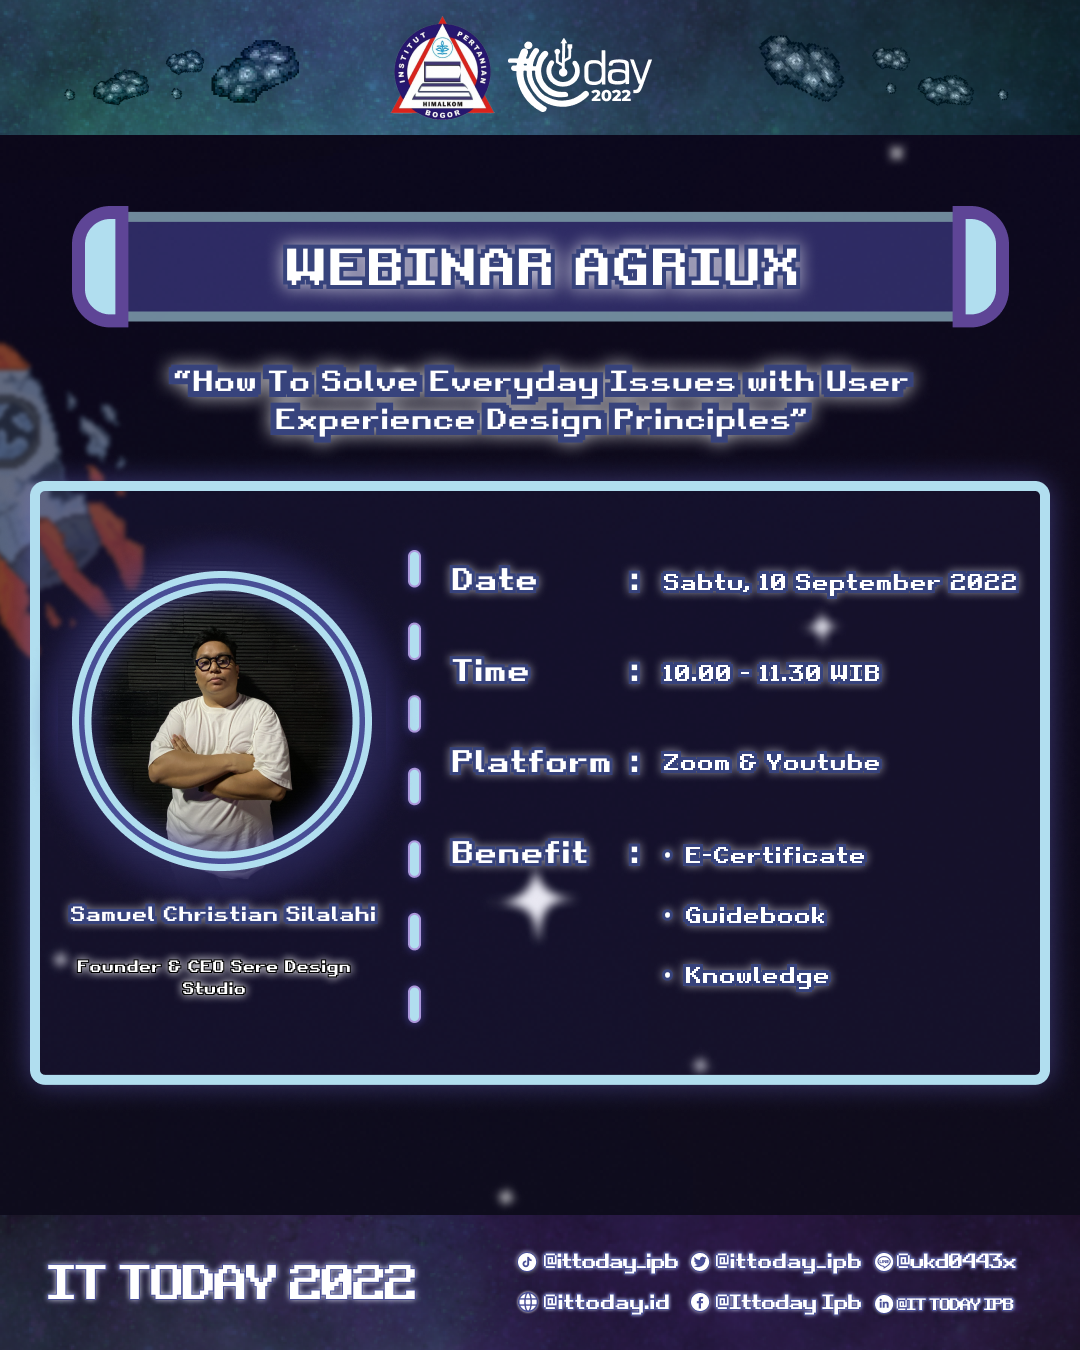 INSTITUT PERTANIAN
HIMALKOM
BOGOR
itoday
2022
WEBINAR AGRIUX
“How To Solve Everyday Issues with User
Experience Design Principles”
Date : Sabtu, 10 September 2022
Time : 10.00 - 11.30 WIB
Platform : Zoom & Youtube
Benefit : • E-Certificate
• Guidebook
• Knowledge
Samuel Christian Silalahi
Founder & CEO Sere Design
Studio
IT TODAY 2022
@ittoday_ipb @ittoday_ipb @ukd0443x
@ittoday.id @Ittoday Ipb @IT TODAY IPB